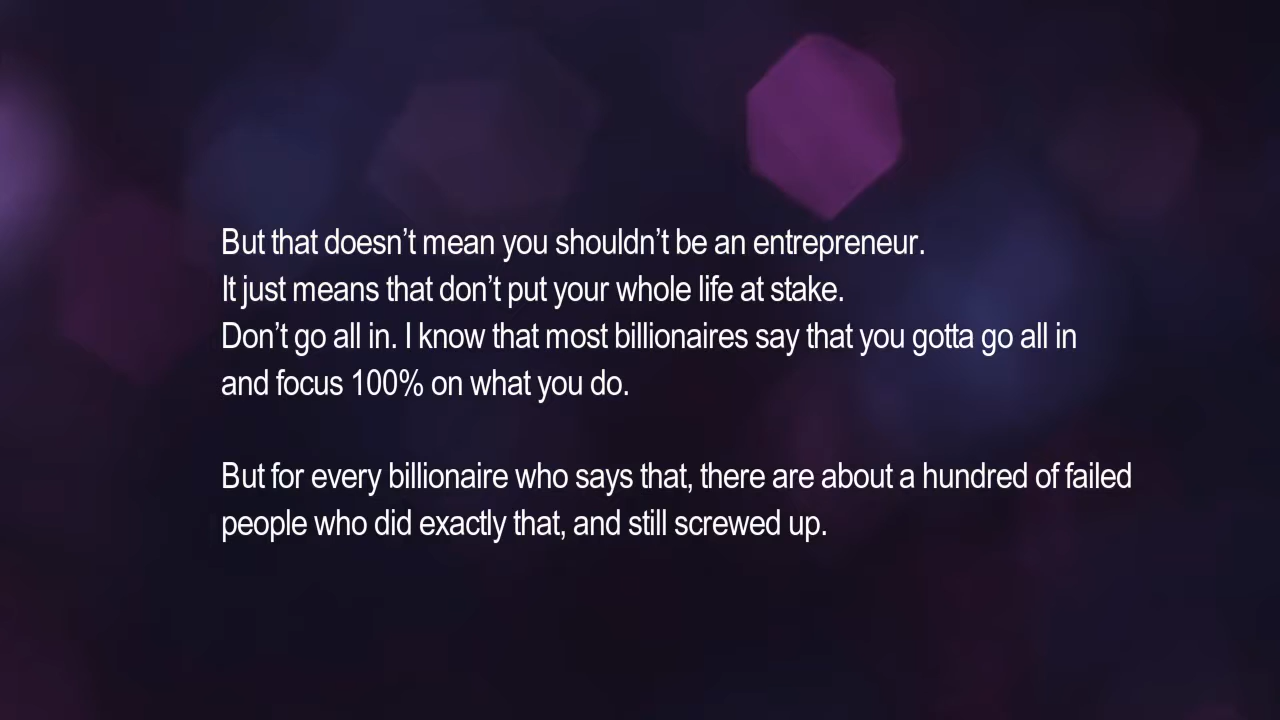 But that doesn’t mean you shouldn’t be an entrepreneur.
It just means that don’t put your whole life at stake.
Don’t go all in. I know that most billionaires say that you gotta go all in
and focus 100% on what you do.
But for every billionaire who says that, there are about a hundred of failed
people who did exactly that, and still screwed up.